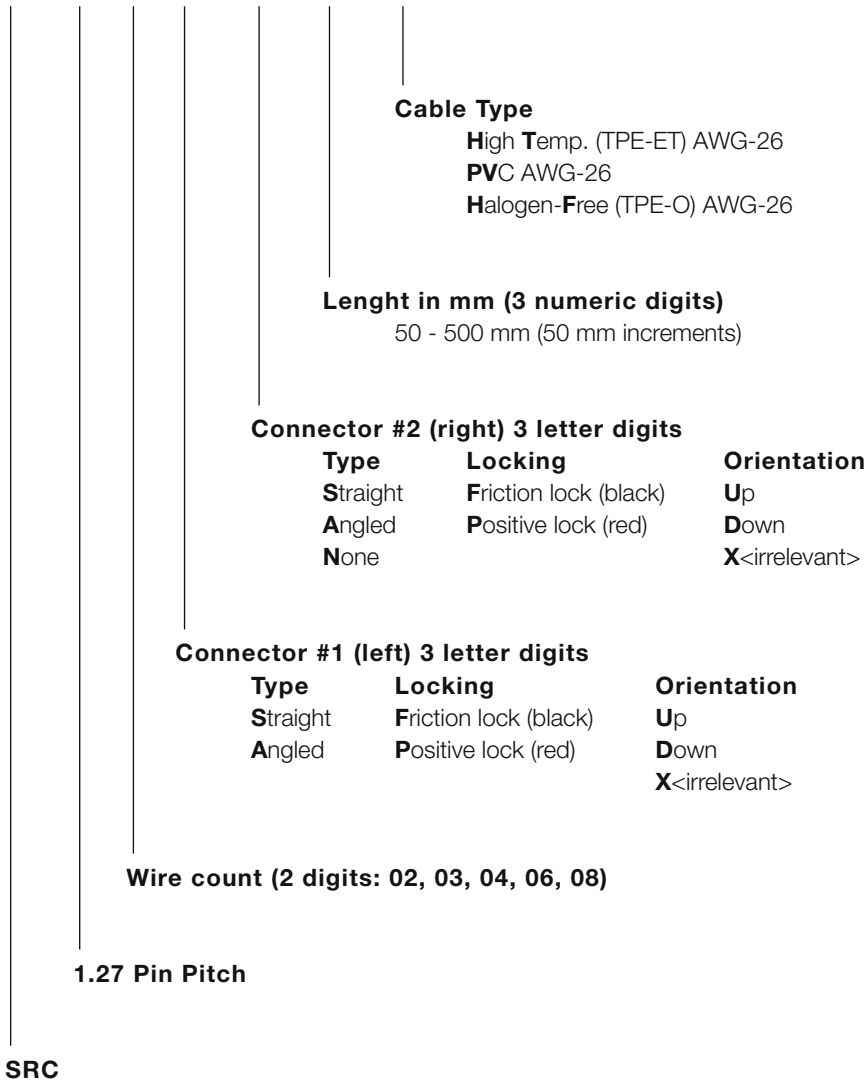 Cable Type
High Temp. (TPE-ET) AWG-26
PVC AWG-26
Halogen-Free (TPE-O) AWG-26
Lenght in mm (3 numeric digits)
50 - 500 mm (50 mm increments)
Connector #2 (right) 3 letter digits
Type Locking Orientation
Straight Friction lock (black) Up
Angled Positive lock (red) Down
None X<irrelevant>
Connector #1 (left) 3 letter digits
Type Locking Orientation
Straight Friction lock (black) Up
Angled Positive lock (red) Down
X<irrelevant>
Wire count (2 digits: 02, 03, 04, 06, 08)
1.27 Pin Pitch
SRC